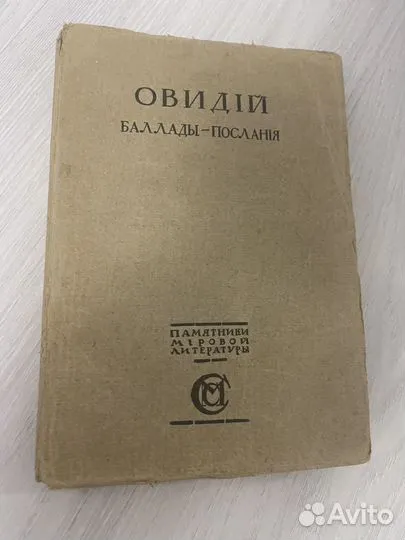 ОВИДІЙ
БАЛЛАДЫ–ПОСЛАНІЯ
ПАМЯТНИКИ
МІРОВОЙ
ЛИТЕРАТУРЫ
Avito